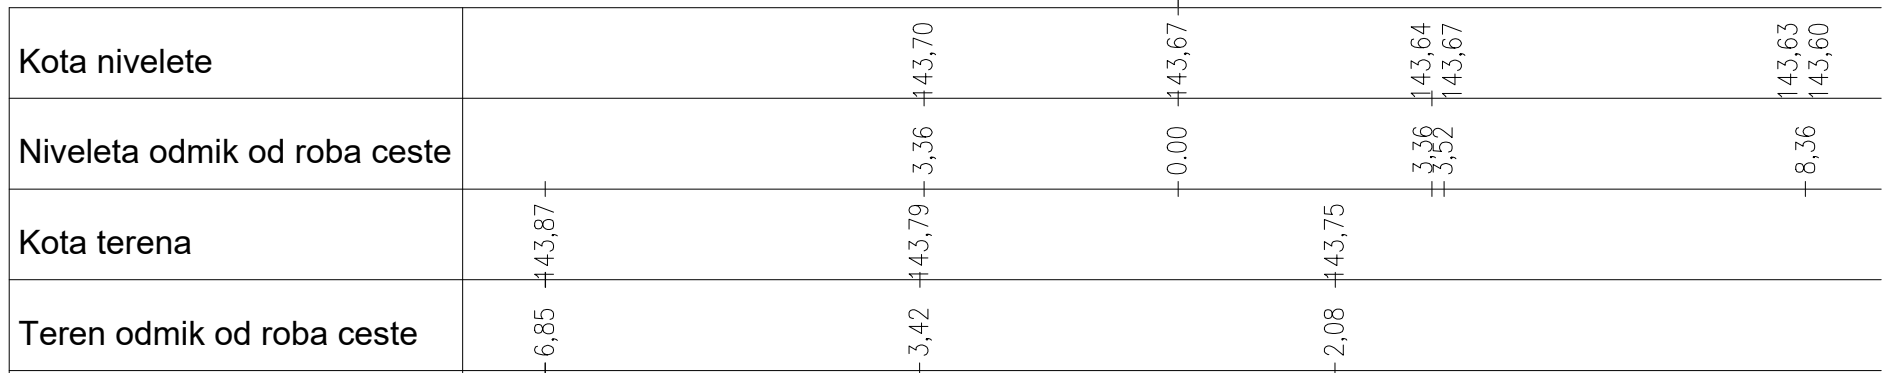 Kota nivelete 143,70 143,67 143,64 143,67 143,63 143,60
Niveleta odmik od roba ceste 3,36 0.00 3,36 3,52 8,36
Kota terena 143,87 143,79 143,75
Teren odmik od roba ceste 6,85 3,42 2,08